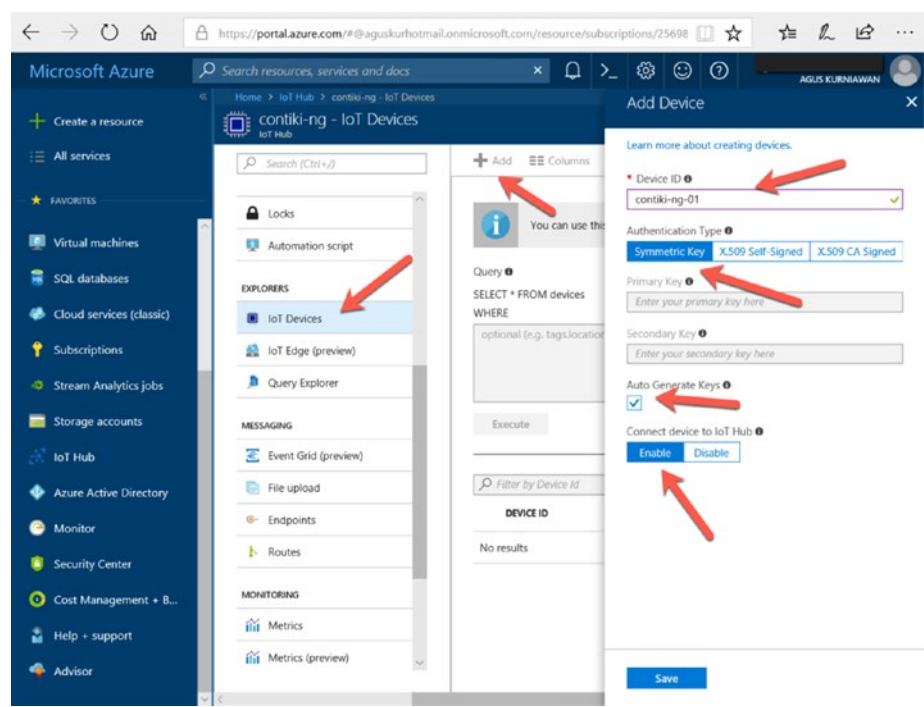 https://portal.azure.com/#@aguskurhotmail.onmicrosoft.com/resource/subscriptions/25698
Microsoft Azure
Search resources, services and docs
AGUS KURNIAWAN
Create a resource
All services
FAVORITES
Virtual machines
SQL databases
Cloud services (classic)
Subscriptions
Stream Analytics jobs
Storage accounts
IoT Hub
Azure Active Directory
Monitor
Security Center
Cost Management + B...
Help + support
Advisor
Home > IoT Hub > contiki-ng - IoT Devices
contiki-ng - IoT Devices
IoT Hub
Search (Ctrl+/)
Locks
Automation script
EXPLORERS
IoT Devices
IoT Edge (preview)
Query Explorer
MESSAGING
Event Grid (preview)
File upload
Endpoints
Routes
MONITORING
Metrics
Metrics (preview)
Add
Columns
You can use this
Query
SELECT * FROM devices
WHERE
optional (e.g. tags.location
Execute
Filter by Device Id
DEVICE ID
No results
Add Device
Learn more about creating devices.
* Device ID
contiki-ng-01
Authentication Type
Symmetric Key X.509 Self-Signed X.509 CA Signed
Primary Key
Enter your primary key here
Secondary Key
Enter your secondary key here
Auto Generate Keys
Connect device to IoT Hub
Enable Disable
Save